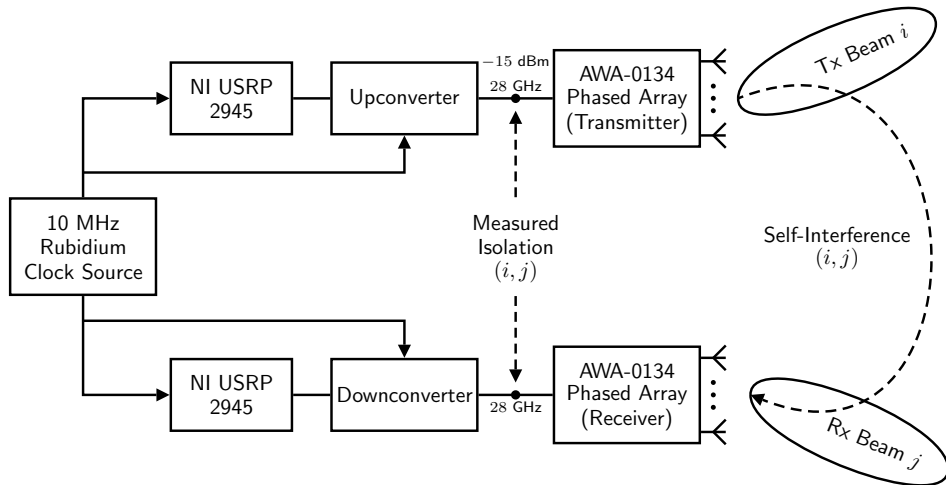 NI USRP
2945
Upconverter
−15 dBm
28 GHz
AWA-0134
Phased Array
(Transmitter)
Tx Beam i
10 MHz
Rubidium
Clock Source
Measured
Isolation
(i, j)
Self-Interference
(i, j)
NI USRP
2945
Downconverter
28 GHz
AWA-0134
Phased Array
(Receiver)
Rx Beam j